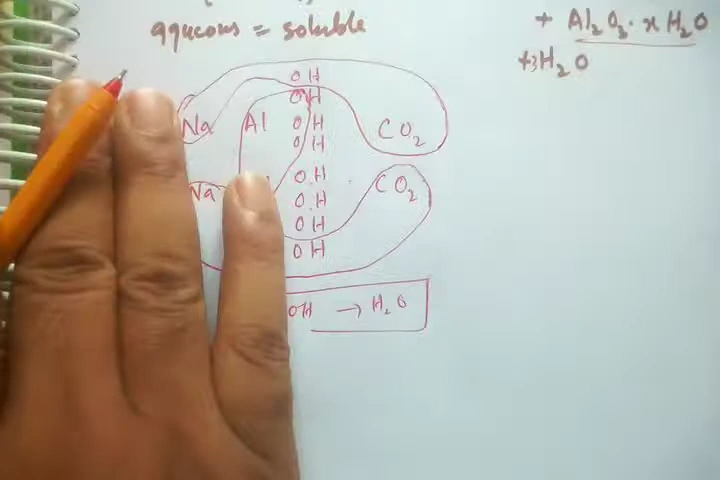 aqueous = soluble
+ Al2O3 · xH2O
+3H2O
OH
OH
Na Al OH CO2
OH
OH
Na OH CO2
OH
OH
OH → H2O